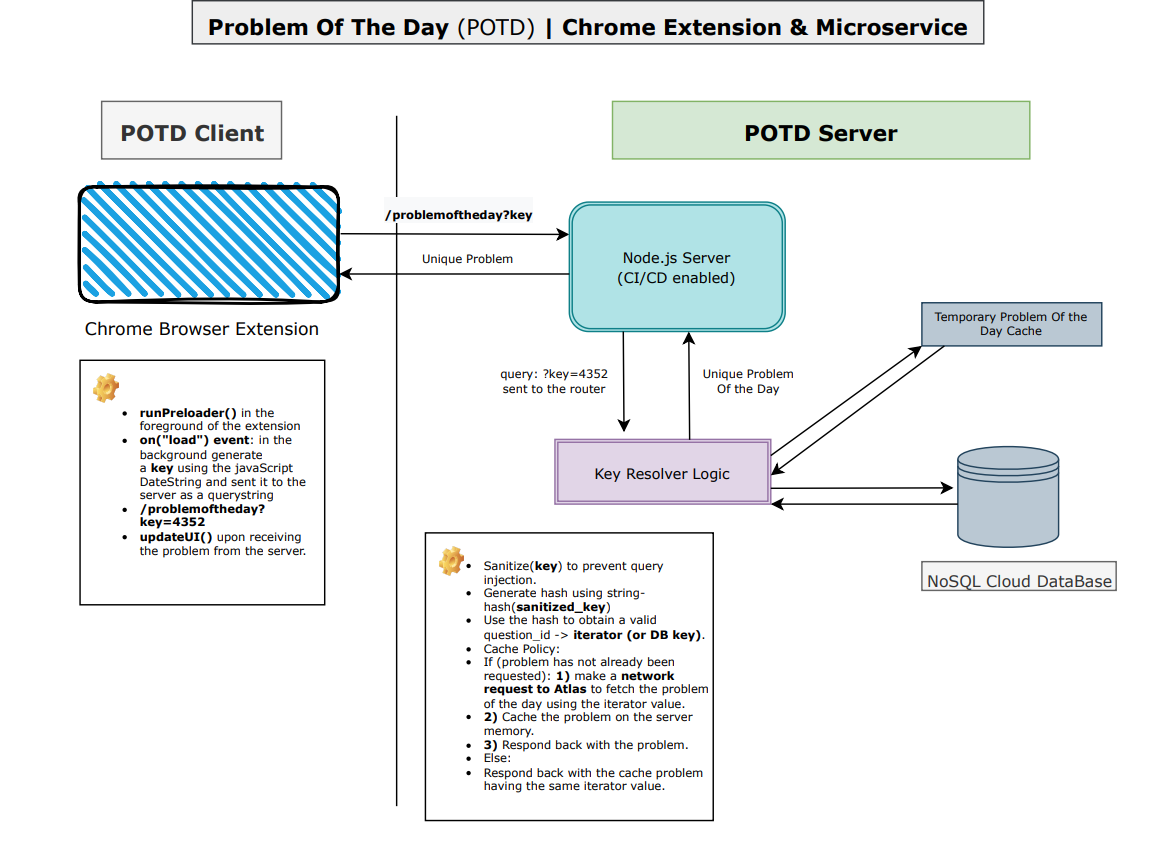 Problem Of The Day (POTD) | Chrome Extension & Microservice
POTD Client
POTD Server
/problemoftheday?key
Unique Problem
Node.js Server
(CI/CD enabled)
Chrome Browser Extension
Temporary Problem Of the
Day Cache
query: ?key=4352
sent to the router
Unique Problem
Of the Day
Key Resolver Logic
NoSQL Cloud DataBase
• runPreloader() in the
foreground of the extension
• on("load") event: in the
background generate
a key using the javaScript
DateString and sent it to the
server as a querystring
• /problemoftheday?
key=4352
• updateUI() upon receiving
the problem from the server.
• Sanitize(key) to prevent query
injection.
• Generate hash using string-
hash(sanitized_key)
• Use the hash to obtain a valid
question_id -> iterator (or DB key).
• Cache Policy:
• If (problem has not already been
requested): 1) make a network
request to Atlas to fetch the problem
of the day using the iterator value.
• 2) Cache the problem on the server
memory.
• 3) Respond back with the problem.
• Else:
• Respond back with the cache problem
having the same iterator value.